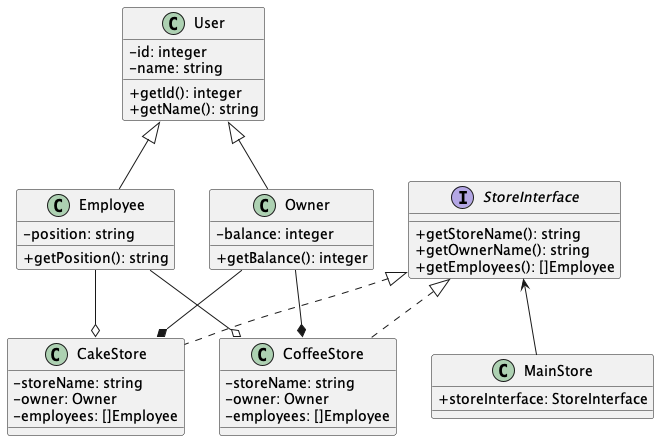 C User
-id: integer
-name: string
+getId(): integer
+getName(): string
C Employee
-position: string
+getPosition(): string
C Owner
-balance: integer
+getBalance(): integer
I StoreInterface
+getStoreName(): string
+getOwnerName(): string
+getEmployees(): []Employee
C CakeStore
-storeName: string
-owner: Owner
-employees: []Employee
C CoffeeStore
-storeName: string
-owner: Owner
-employees: []Employee
C MainStore
+storeInterface: StoreInterface